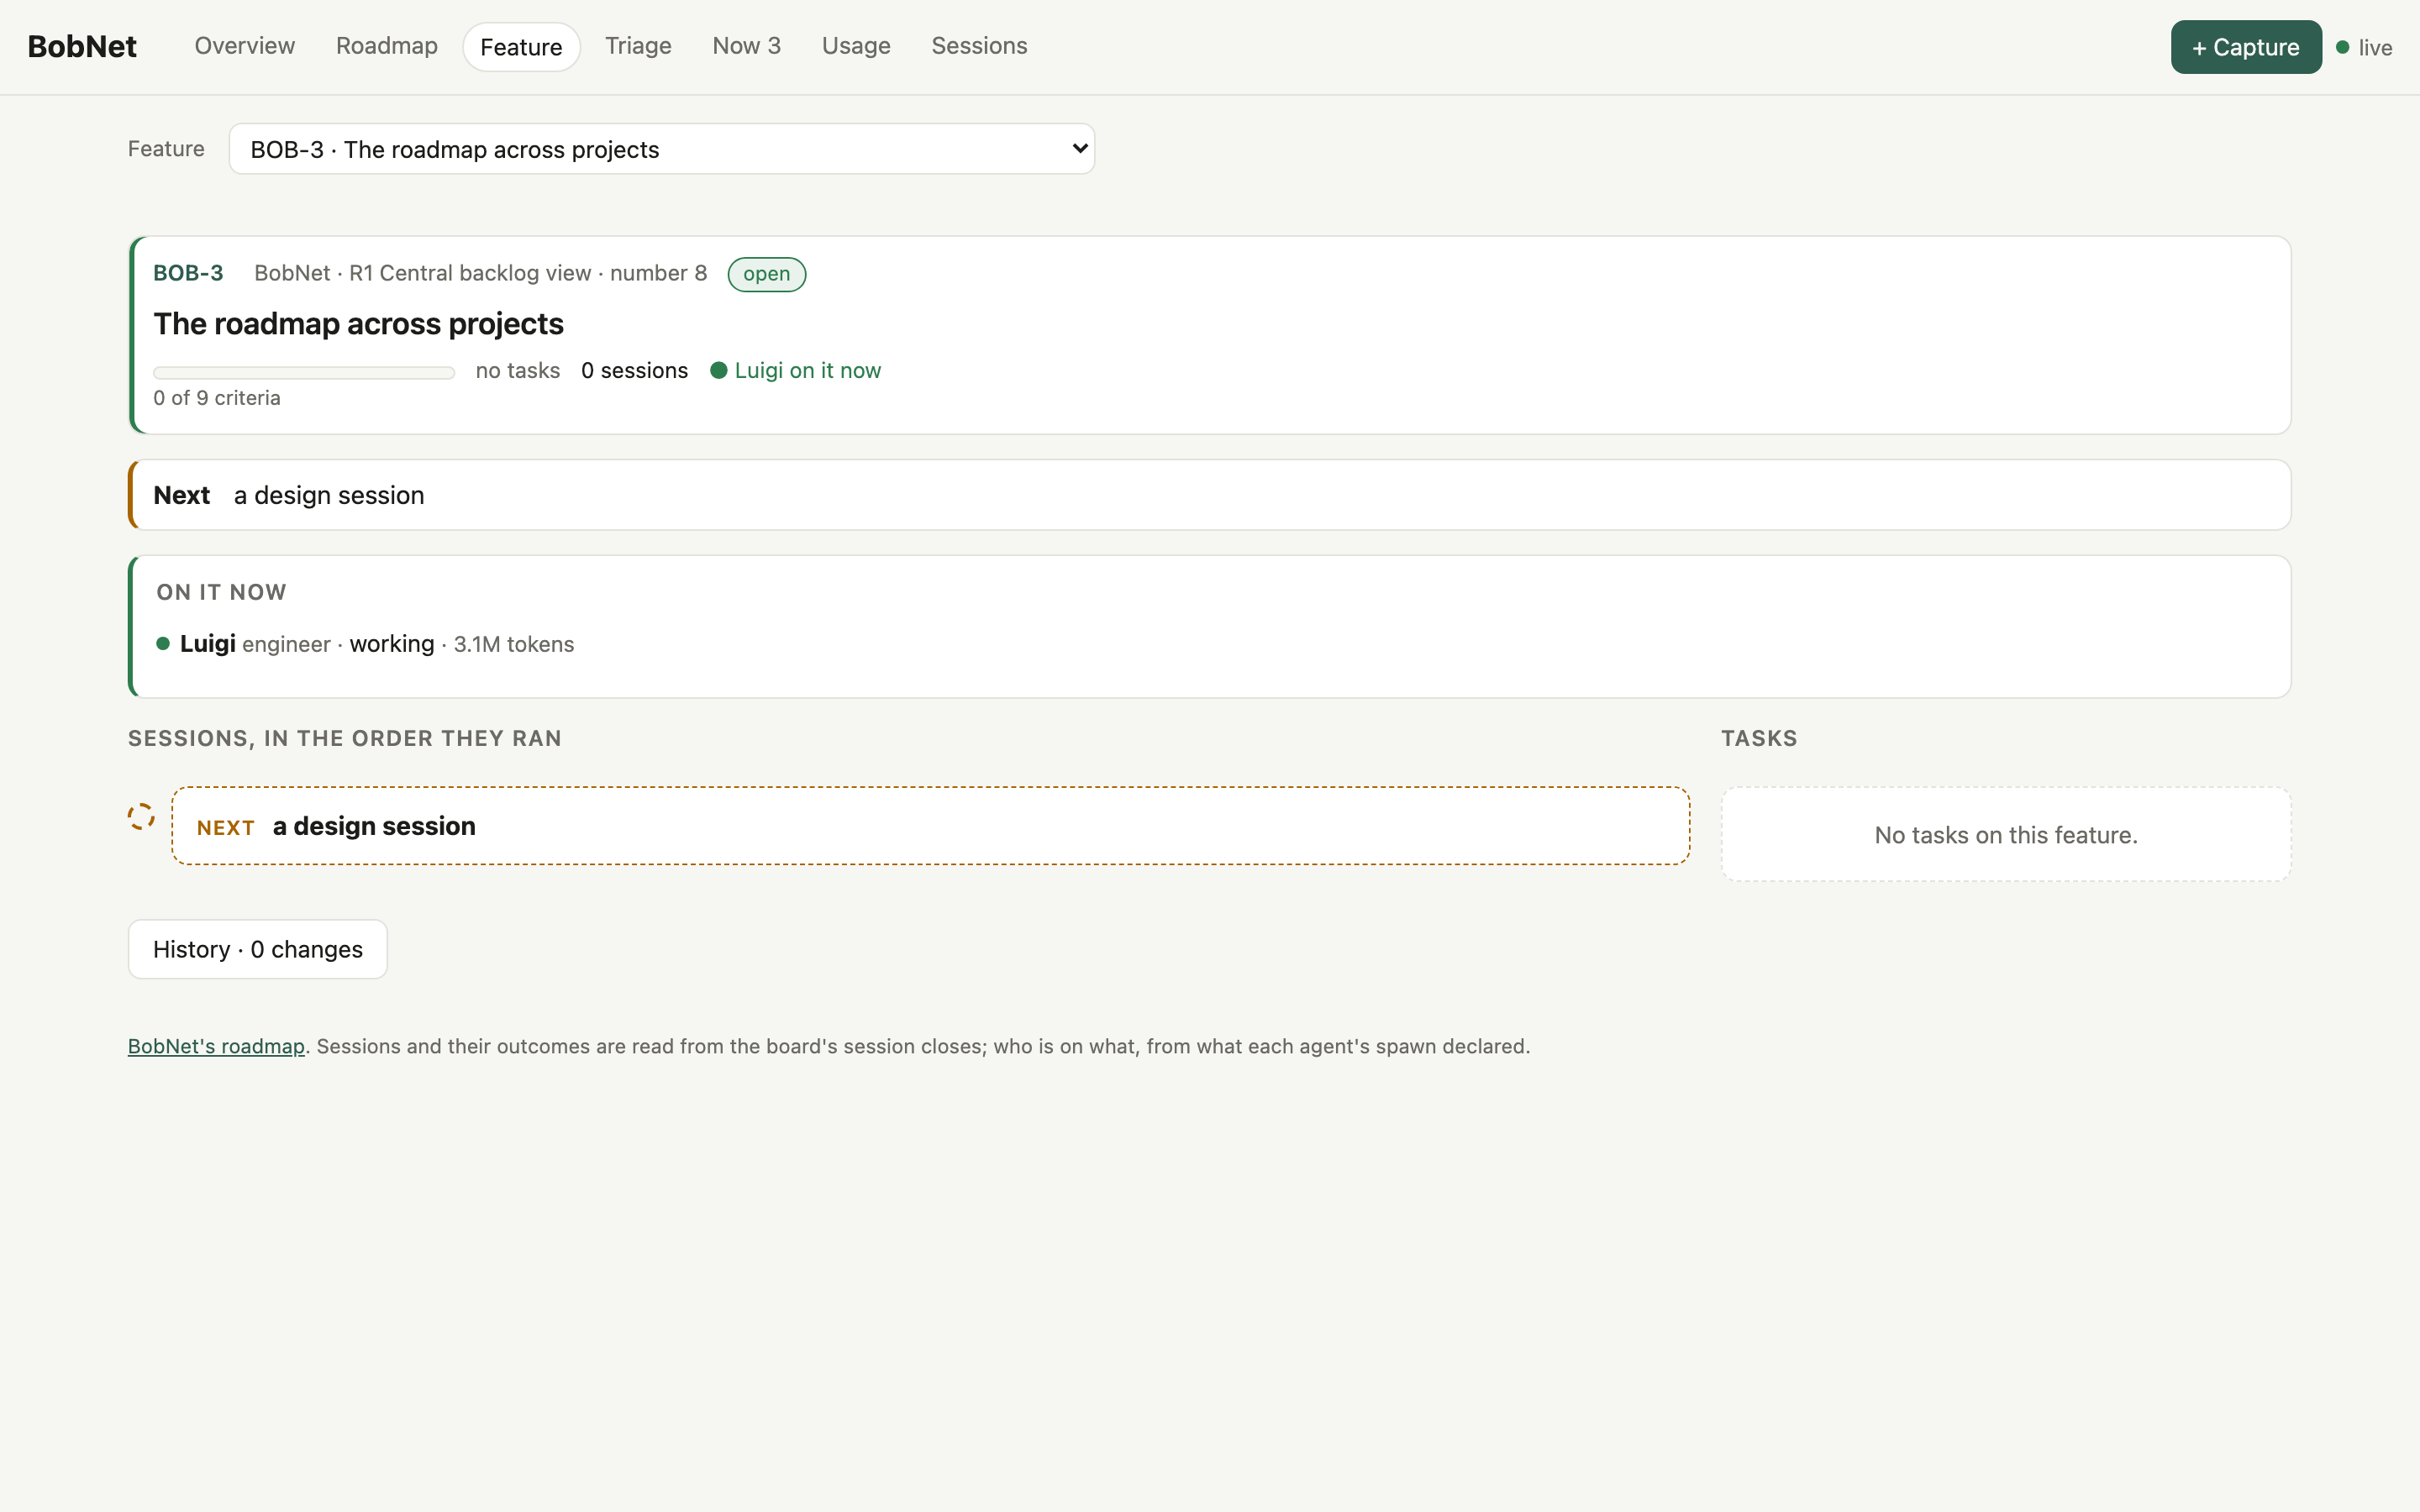 BobNet Overview Roadmap Feature Triage Now 3 Usage Sessions + Capture live
Feature BOB-3 · The roadmap across projects
BOB-3 BobNet · R1 Central backlog view · number 8 open
The roadmap across projects
no tasks 0 sessions Luigi on it now
0 of 9 criteria
Next a design session
ON IT NOW
Luigi engineer · working · 3.1M tokens
SESSIONS, IN THE ORDER THEY RAN
NEXT a design session
TASKS
No tasks on this feature.
History · 0 changes
BobNet's roadmap. Sessions and their outcomes are read from the board's session closes; who is on what, from what each agent's spawn declared.